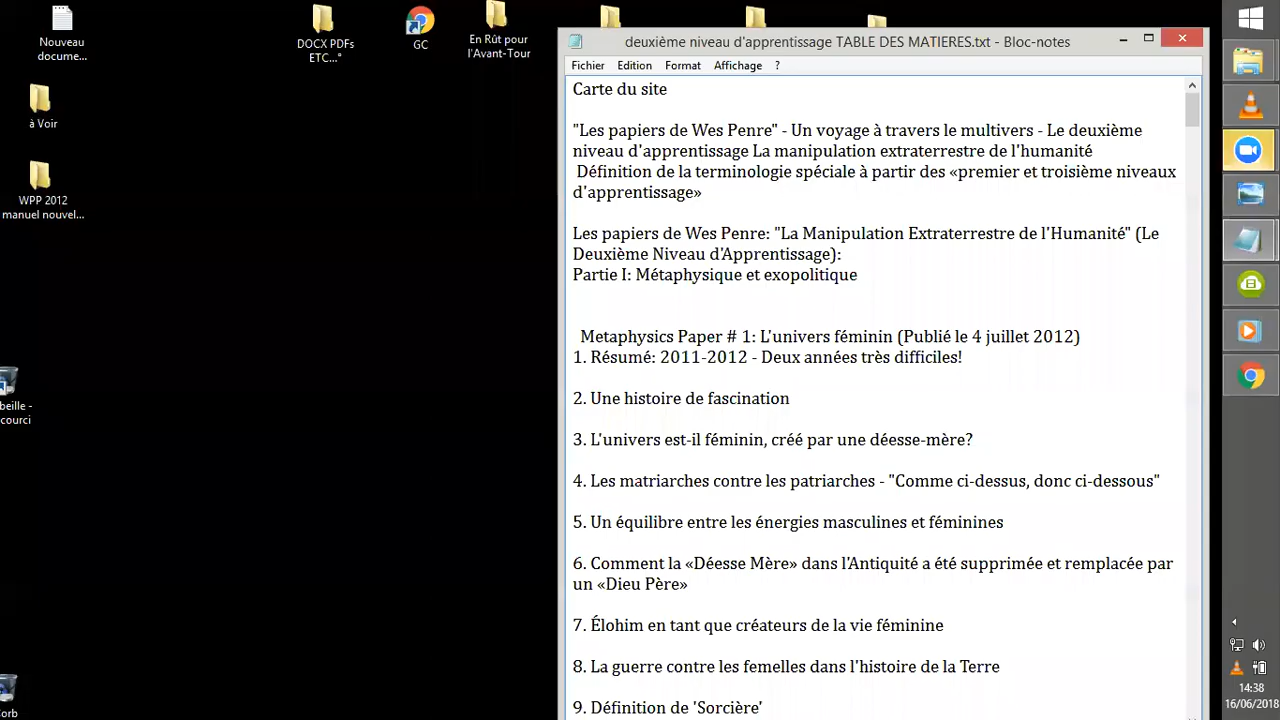 Nouveau
docume...
DOCX PDFs
ETC..."
GC
En Rût pour
l'Avant-Tour
à Voir
WPP 2012
manuel nouvel...
beille -
courci
orb
deuxième niveau d'apprentissage TABLE DES MATIERES.txt - Bloc-notes
Fichier Edition Format Affichage ?
Carte du site
"Les papiers de Wes Penre" - Un voyage à travers le multivers - Le deuxième
niveau d'apprentissage La manipulation extraterrestre de l'humanité
Définition de la terminologie spéciale à partir des «premier et troisième niveaux
d'apprentissage»
Les papiers de Wes Penre: "La Manipulation Extraterrestre de l'Humanité" (Le
Deuxième Niveau d'Apprentissage):
Partie I: Métaphysique et exopolitique
Metaphysics Paper # 1: L'univers féminin (Publié le 4 juillet 2012)
1. Résumé: 2011-2012 - Deux années très difficiles!
2. Une histoire de fascination
3. L'univers est-il féminin, créé par une déesse-mère?
4. Les matriarches contre les patriarches - "Comme ci-dessus, donc ci-dessous"
5. Un équilibre entre les énergies masculines et féminines
6. Comment la «Déesse Mère» dans l'Antiquité a été supprimée et remplacée par
un «Dieu Père»
7. Élohim en tant que créateurs de la vie féminine
8. La guerre contre les femelles dans l'histoire de la Terre
9. Définition de 'Sorcière'
14:38
16/06/2018